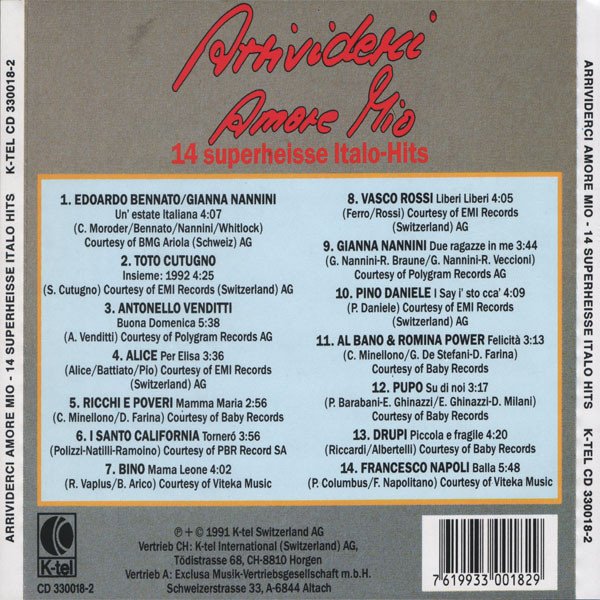 Arrividerci
Amore Mio
14 superheisse Italo-Hits
1. EDOARDO BENNATO/GIANNA NANNINI
Un' estate Italiana 4:07
(C. Moroder/Bennato/Nannini/Whitlock)
Courtesy of BMG Ariola (Schweiz) AG
2. TOTO CUTUGNO
Insieme: 1992 4:25
(S. Cutugno) Courtesy of EMI Records (Switzerland) AG
3. ANTONELLO VENDITTI
Buona Domenica 5:38
(A. Venditti) Courtesy of Polygram Records AG
4. ALICE Per Elisa 3:36
(Alice/Battiato/Pio) Courtesy of EMI Records
(Switzerland) AG
5. RICCHI E POVERI Mamma Maria 2:56
(C. Minellono/D. Farina) Courtesy of Baby Records
6. I SANTO CALIFORNIA Torneró 3:56
(Polizzi-Natilli-Ramoino) Courtesy of PBR Record SA
7. BINO Mama Leone 4:02
(R. Vaplus/B. Arico) Courtesy of Viteka Music
8. VASCO ROSSI Liberi Liberi 4:05
(Ferro/Rossi) Courtesy of EMI Records
(Switzerland) AG
9. GIANNA NANNINI Due ragazze in me 3:44
(G. Nannini-R. Braune/G. Nannini-R. Veccioni)
Courtesy of Polygram Records AG
10. PINO DANIELE I Say i' sto cca' 4:09
(P. Daniele) Courtesy of EMI Records
(Switzerland) AG
11. AL BANO & ROMINA POWER Felicità 3:13
(C. Minellono/G. De Stefani-D. Farina)
Courtesy of Baby Records
12. PUPO Su di noi 3:17
(P. Barabani-E. Ghinazzi/E. Ghinazzi-D. Milani)
Courtesy of Baby Records
13. DRUPI Piccola e fragile 4:20
(Riccardi/Albertelli) Courtesy of Baby Records
14. FRANCESCO NAPOLI Balla 5:48
(P. Columbus/F. Napolitano) Courtesy of Viteka Music
K-tel
CD 330018-2
℗ + © 1991 K-tel Switzerland AG
Vertrieb CH: K-tel International (Switzerland) AG,
Tödistrasse 68, CH-8810 Horgen
Vertrieb A: Exclusa Musik-Vertriebsgesellschaft m.b.H.
Schweizerstrasse 33, A-6844 Altach
7 619933 001829
ARRIVIDERCI AMORE MIO - 14 SUPERHEISSE ITALO HITS K-TEL CD 330018-2
ARRIVIDERCI AMORE MIO - 14 SUPERHEISSE ITALO HITS K-TEL CD 330018-2